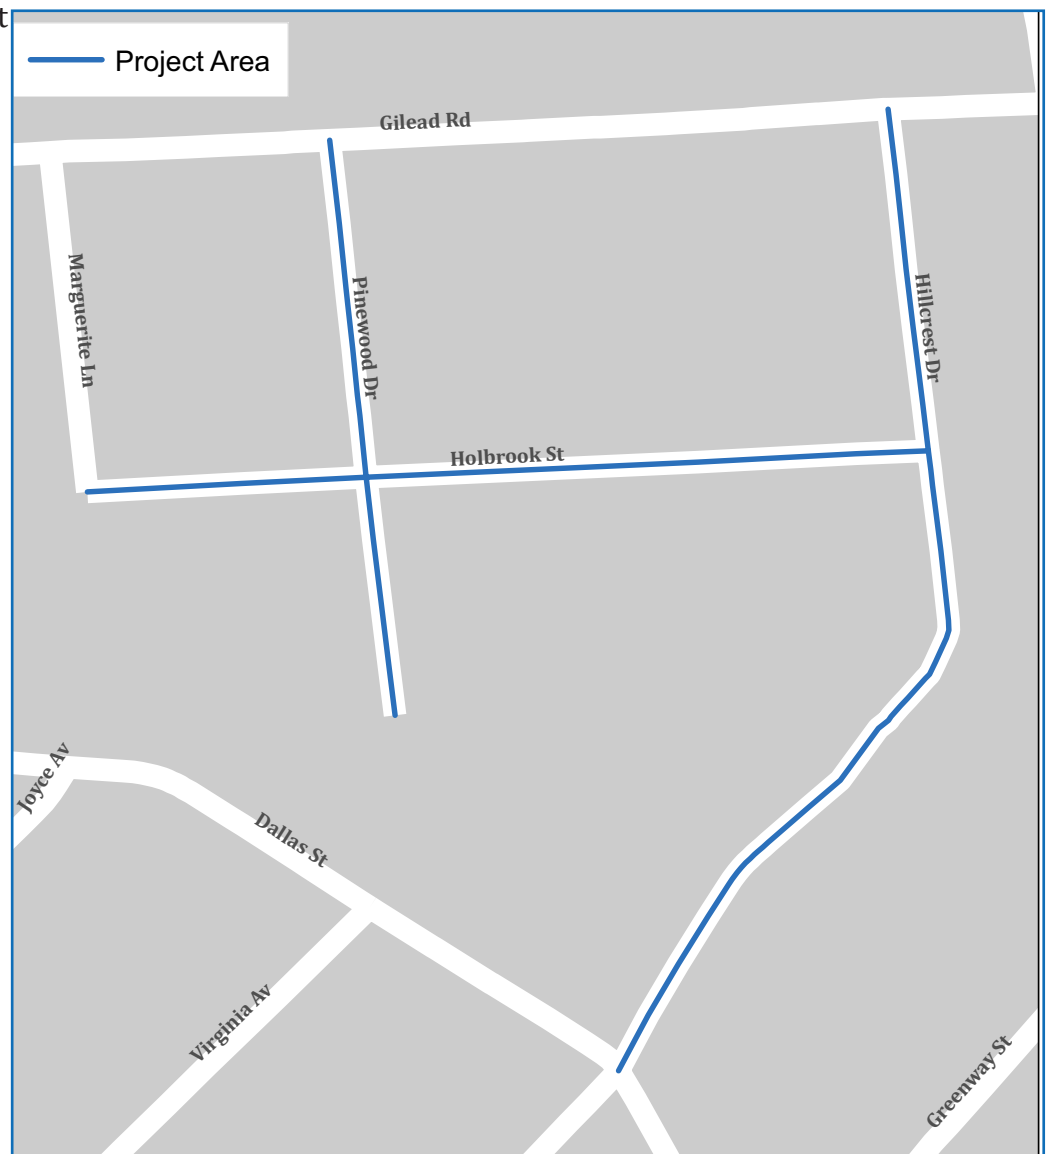 t
Project Area
Gilead Rd
Marguerite Ln
Pinewood Dr
Hillcrest Dr
Holbrook St
Joyce Av
Dallas St
Virginia Av
Greenway St